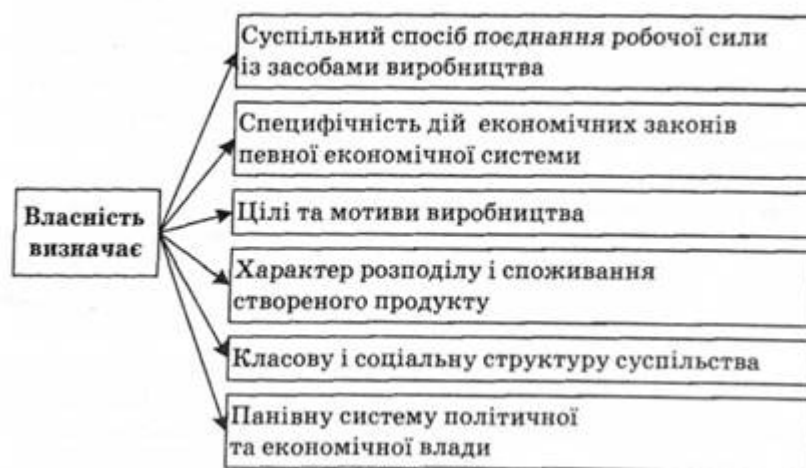 Суспільний спосіб поєднання робочої сили
із засобами виробництва
Специфічність дій економічних законів
певної економічної системи
Власність
визначає
Цілі та мотиви виробництва
Характер розподілу і споживання
створеного продукту
Класову і соціальну структуру суспільства
Панівну систему політичної
та економічної влади